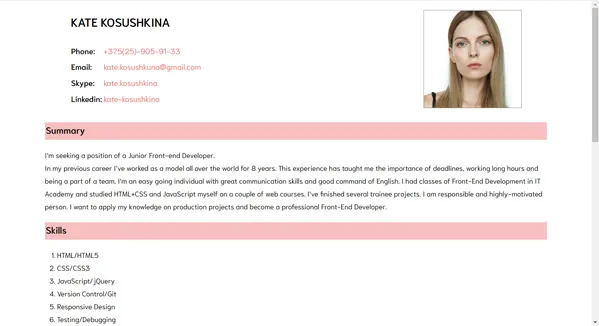 KATE KOSUSHKINA
Phone: +375(25)-905-91-33
Email: kate.kosushkuna@gmail.com
Skype: kate.kosushkina.
Linkedin: kate-kosushkina
Summary
I'm seeking a position of a Junior Front-end Developer.
In my previous career I've worked as a model all over the world for 8 years. This experience has taught me the importance of deadlines, working long hours and
being a part of a team. I'm an easy going individual with great communication skills and good command of English. I had classes of Front-End Development in IT
Academy and studied HTML+CSS and JavaScript myself on a couple of web courses. I've finished several trainee projects. I am responsible and highly-motivated
person. I want to apply my knowledge on production projects and become a professional Front-End Developer.
Skills
1. HTML/HTML5
2. CSS/CSS3
3. JavaScript/jQuery
4. Version Control/Git
5. Responsive Design
6. Testing/Debugging